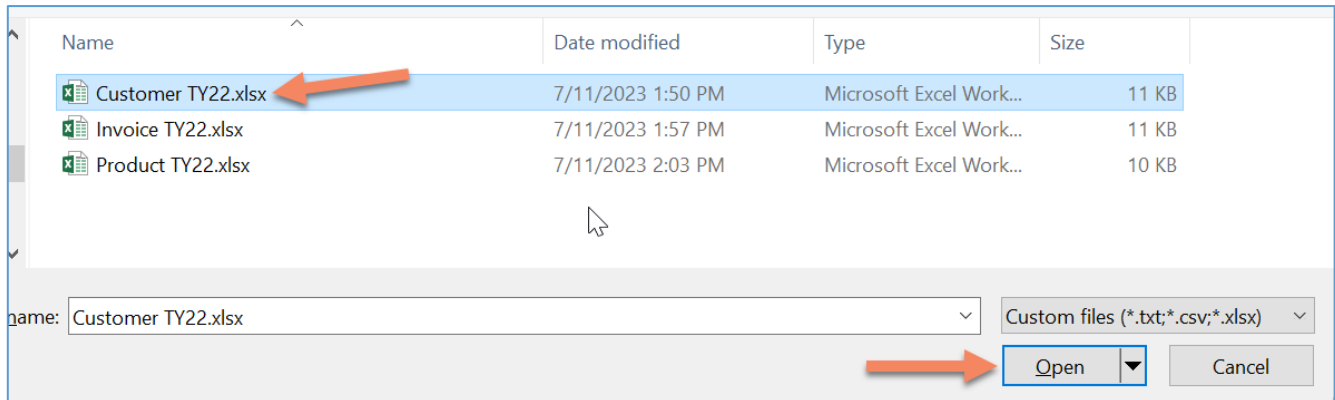 Name Date modified Type Size
Customer TY22.xlsx 7/11/2023 1:50 PM Microsoft Excel Work... 11 KB
Invoice TY22.xlsx 7/11/2023 1:57 PM Microsoft Excel Work... 11 KB
Product TY22.xlsx 7/11/2023 2:03 PM Microsoft Excel Work... 10 KB
name: Customer TY22.xlsx Custom files (*.txt;*.csv;*.xlsx)
Open Cancel